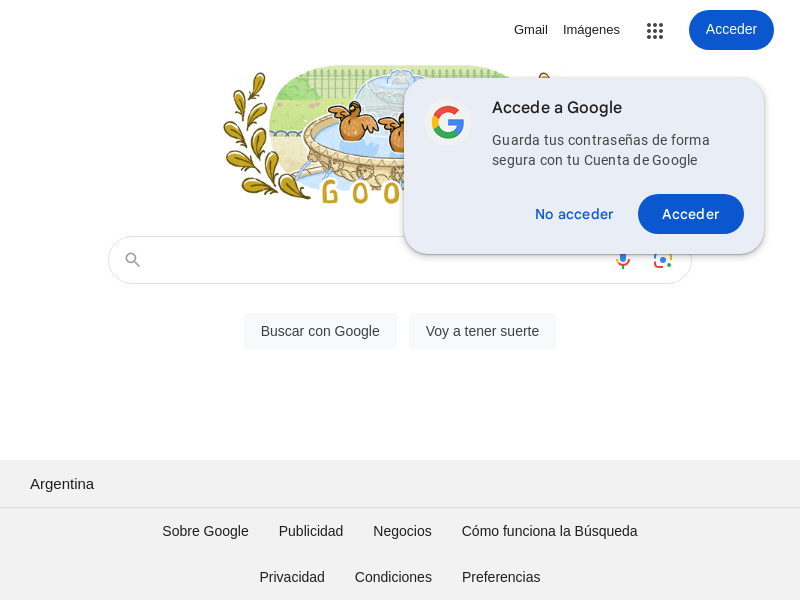 Gmail
Imágenes
Acceder
Accede a Google
Guarda tus contraseñas de forma
segura con tu Cuenta de Google
No acceder
Acceder
G O O
Buscar con Google
Voy a tener suerte
Argentina
Sobre Google
Publicidad
Negocios
Cómo funciona la Búsqueda
Privacidad
Condiciones
Preferencias